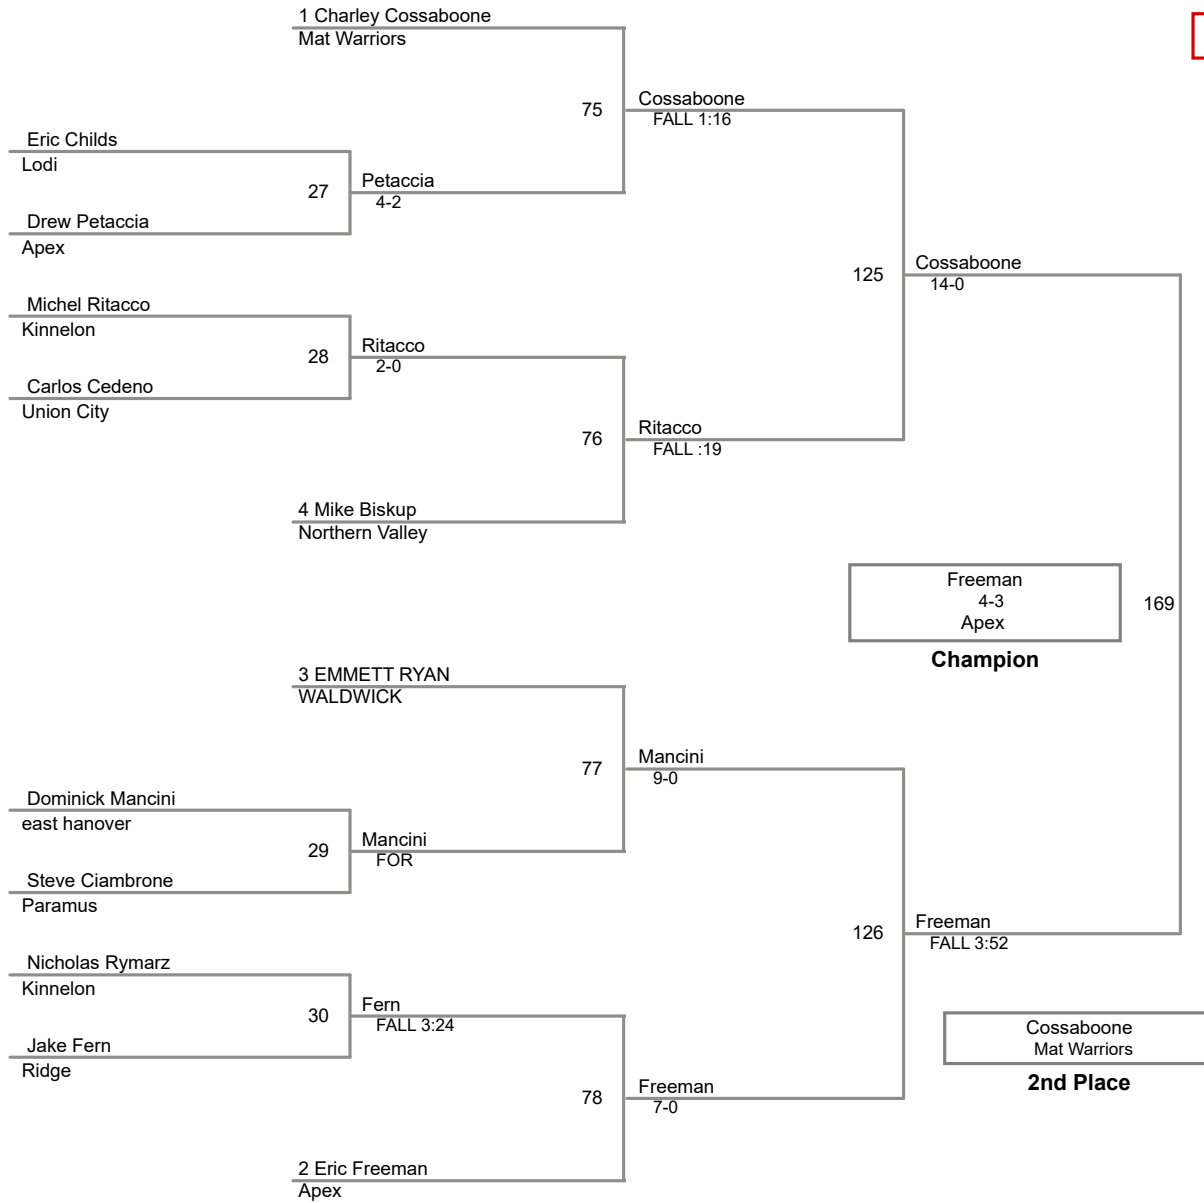 1 Charley Cossaboone
Mat Warriors
75
Cossaboone
FALL 1:16
Eric Childs
Lodi
27
Petaccia
4-2
Drew Petaccia
Apex
125
Cossaboone
14-0
Michel Ritacco
Kinnelon
28
Ritacco
2-0
Carlos Cedeno
Union City
76
Ritacco
FALL :19
4 Mike Biskup
Northern Valley
Freeman
4-3
Apex
169
Champion
3 EMMETT RYAN
WALDWICK
77
Mancini
9-0
Dominick Mancini
east hanover
29
Mancini
FOR
Steve Ciambrone
Paramus
126
Freeman
FALL 3:52
Nicholas Rymarz
Kinnelon
30
Fern
FALL 3:24
Jake Fern
Ridge
Cossaboone
Mat Warriors
2nd Place
78
Freeman
7-0
2 Eric Freeman
Apex